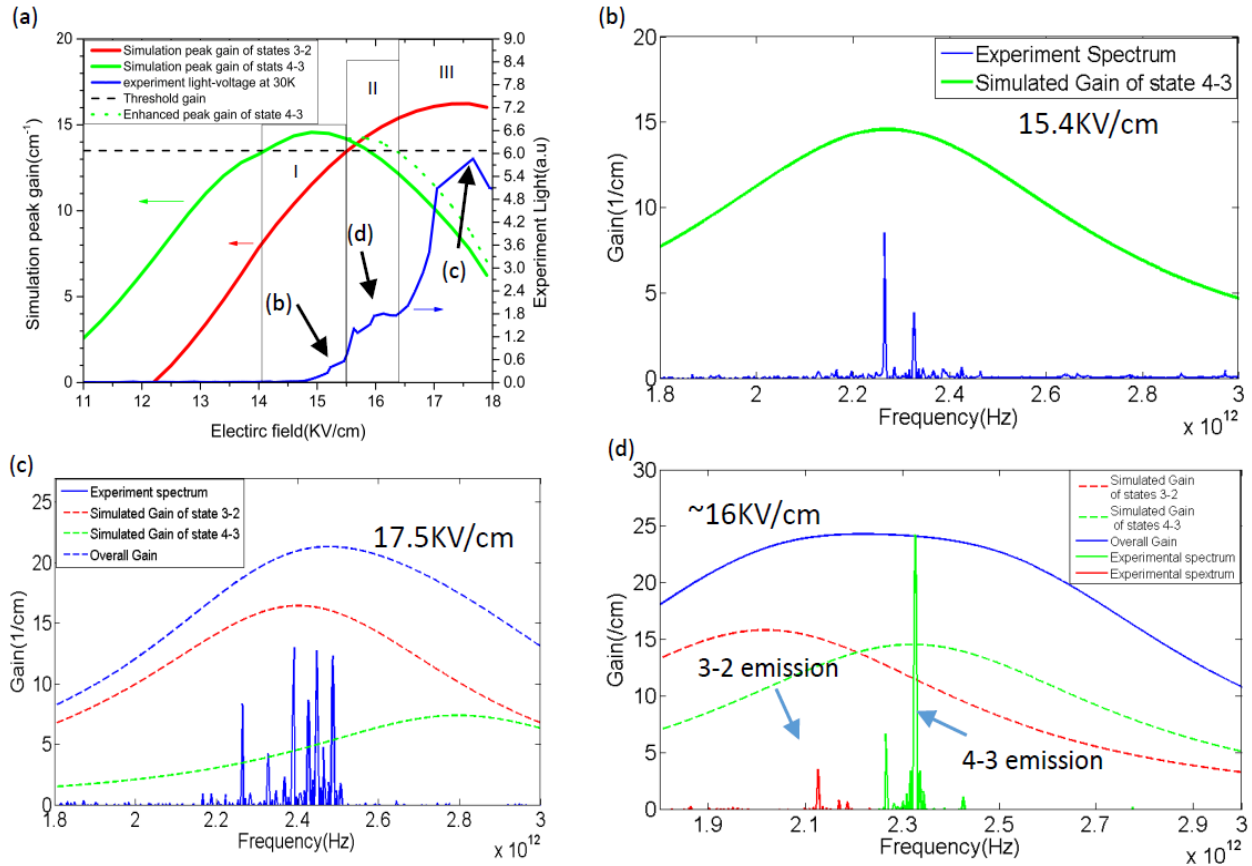 (a)
Simulation peak gain of states 3-2
Simulation peak gain of stats 4-3
experiment light-voltage at 30K
Threshold gain
Enhanced peak gain of state 4-3
I
II
III
(b)
(d)
(c)
20
15
10
5
0
Simulation peak gain(cm⁻¹)
9.0
8.4
7.8
7.2
6.6
6.0
5.4
4.8
4.2
3.6
3.0
2.4
1.8
1.2
0.6
0.0
Experiment Light(a.u)
11 12 13 14 15 16 17 18
Electirc field(KV/cm)
(b)
Experiment Spectrum
Simulated Gain of state 4-3
15.4KV/cm
20
15
10
5
0
Gain(1/cm)
1.8 2 2.2 2.4 2.6 2.8 3
Frequency(Hz)
x 10¹²
(c)
Experiment spectrum
Simulated Gain of state 3-2
Simulated Gain of state 4-3
Overall Gain
17.5KV/cm
25
20
15
10
5
0
Gain(1/cm)
1.8 2 2.2 2.4 2.6 2.8 3
Frequency(Hz)
x 10¹²
(d)
~16KV/cm
Simulated Gain
of states 3-2
Simulated Gain
of states 4-3
Overall Gain
Experimental spectrum
Experimental spextrum
3-2 emission
4-3 emission
30
25
20
15
10
5
0
Gain(/cm)
1.9 2.1 2.3 2.5 2.7 2.9 3
Frequency(Hz)
x 10¹²